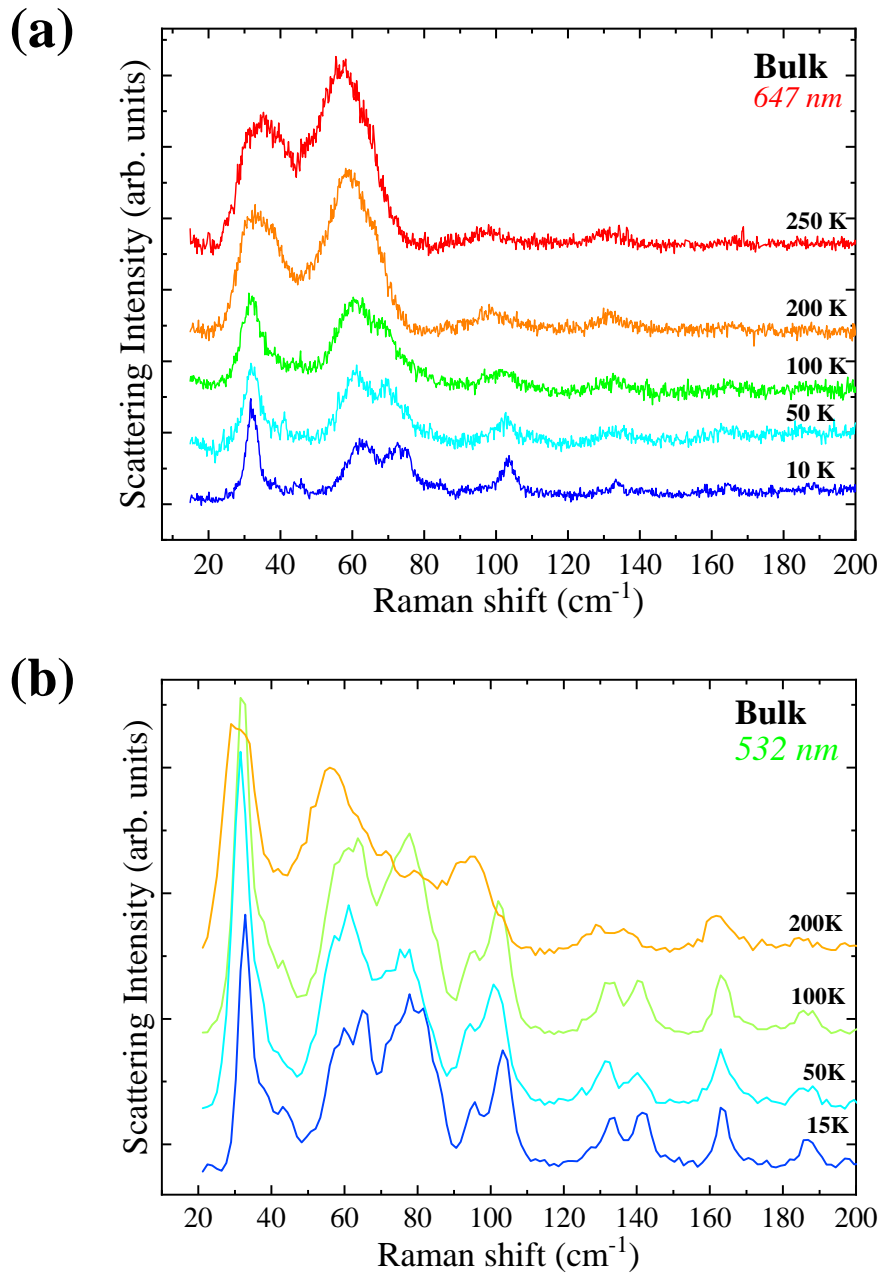 (a)
Bulk
647 nm
Scattering Intensity (arb. units)
250 K
200 K
100 K
50 K
10 K
20 40 60 80 100 120 140 160 180 200
Raman shift (cm⁻¹)
(b)
Bulk
532 nm
Scattering Intensity (arb. units)
200K
100K
50K
15K
20 40 60 80 100 120 140 160 180 200
Raman shift (cm⁻¹)